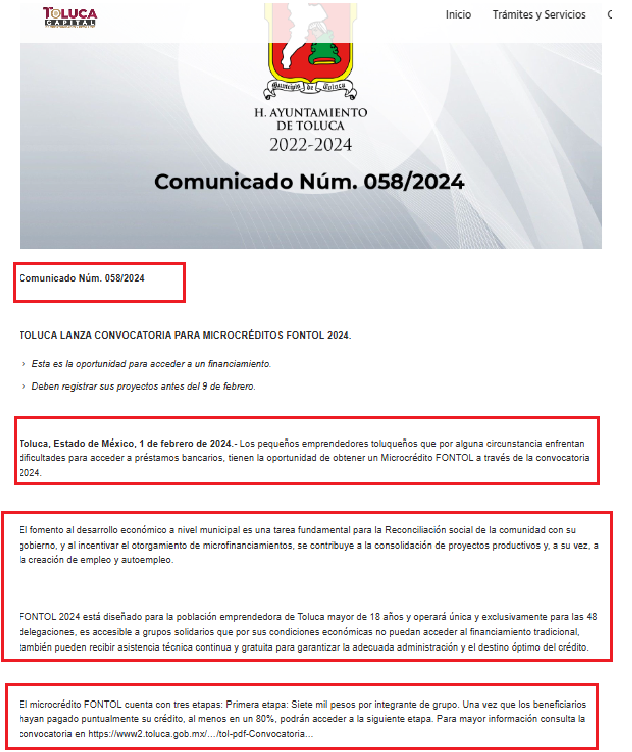 TOLUCA
CAPITAL
Inicio Trámites y Servicios
Municipio de Toluca
H. AYUNTAMIENTO
DE TOLUCA
2022-2024
Comunicado Núm. 058/2024
Comunicado Núm. 058/2024
TOLUCA LANZA CONVOCATORIA PARA MICROCRÉDITOS FONTOL 2024.
› Esta es la oportunidad para acceder a un financiamiento.
› Deben registrar sus proyectos antes del 9 de febrero.
Toluca, Estado de México, 1 de febrero de 2024.- Los pequeños emprendedores toluqueños que por alguna circunstancia enfrentan
dificultades para acceder a préstamos bancarios, tienen la oportunidad de obtener un Microcrédito FONTOL a través de la convocatoria
2024.
El fomento al desarrollo económico a nivel municipal es una tarea fundamental para la Reconciliación social de la comunidad con su
gobierno, y al incentivar el otorgamiento de microfinanciamientos, se contribuye a la consolidación de proyectos productivos y, a su vez, a
la creación de empleo y autoempleo.
FONTOL 2024 está diseñado para la población emprendedora de Toluca mayor de 18 años y operará única y exclusivamente para las 48
delegaciones, es accesible a grupos solidarios que por sus condiciones económicas no puedan acceder al financiamiento tradicional,
también pueden recibir asistencia técnica continua y gratuita para garantizar la adecuada administración y el destino óptimo del crédito.
El microcrédito FONTOL cuenta con tres etapas: Primera etapa: Siete mil pesos por integrante de grupo. Una vez que los beneficiarios
hayan pagado puntualmente su crédito, al menos en un 80%, podrán acceder a la siguiente etapa. Para mayor información consulta la
convocatoria en https://www2.toluca.gob.mx/.../tol-pdf-Convocatoria...